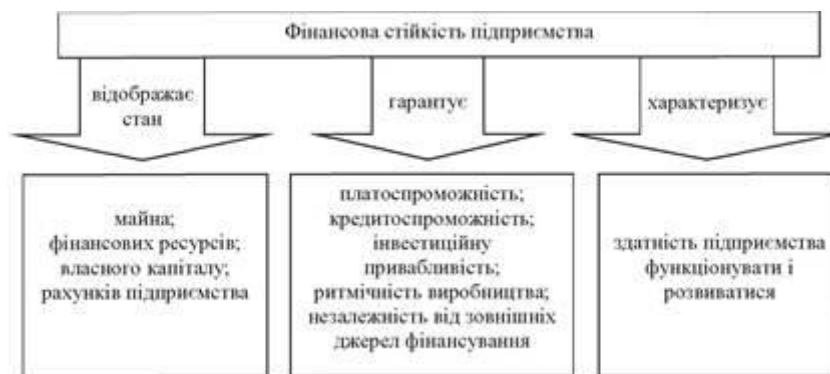 Фінансова стійкість підприємства
відображає
стан
гарантує
характеризує
майна;
фінансових ресурсів;
власного капіталу;
рахунків підприємства
платоспроможність;
кредитоспроможність;
інвестиційну
привабливість;
ритмічність виробництва;
незалежність від зовнішніх
джерел фінансування
здатність підприємства
функціонувати і
розвиватися